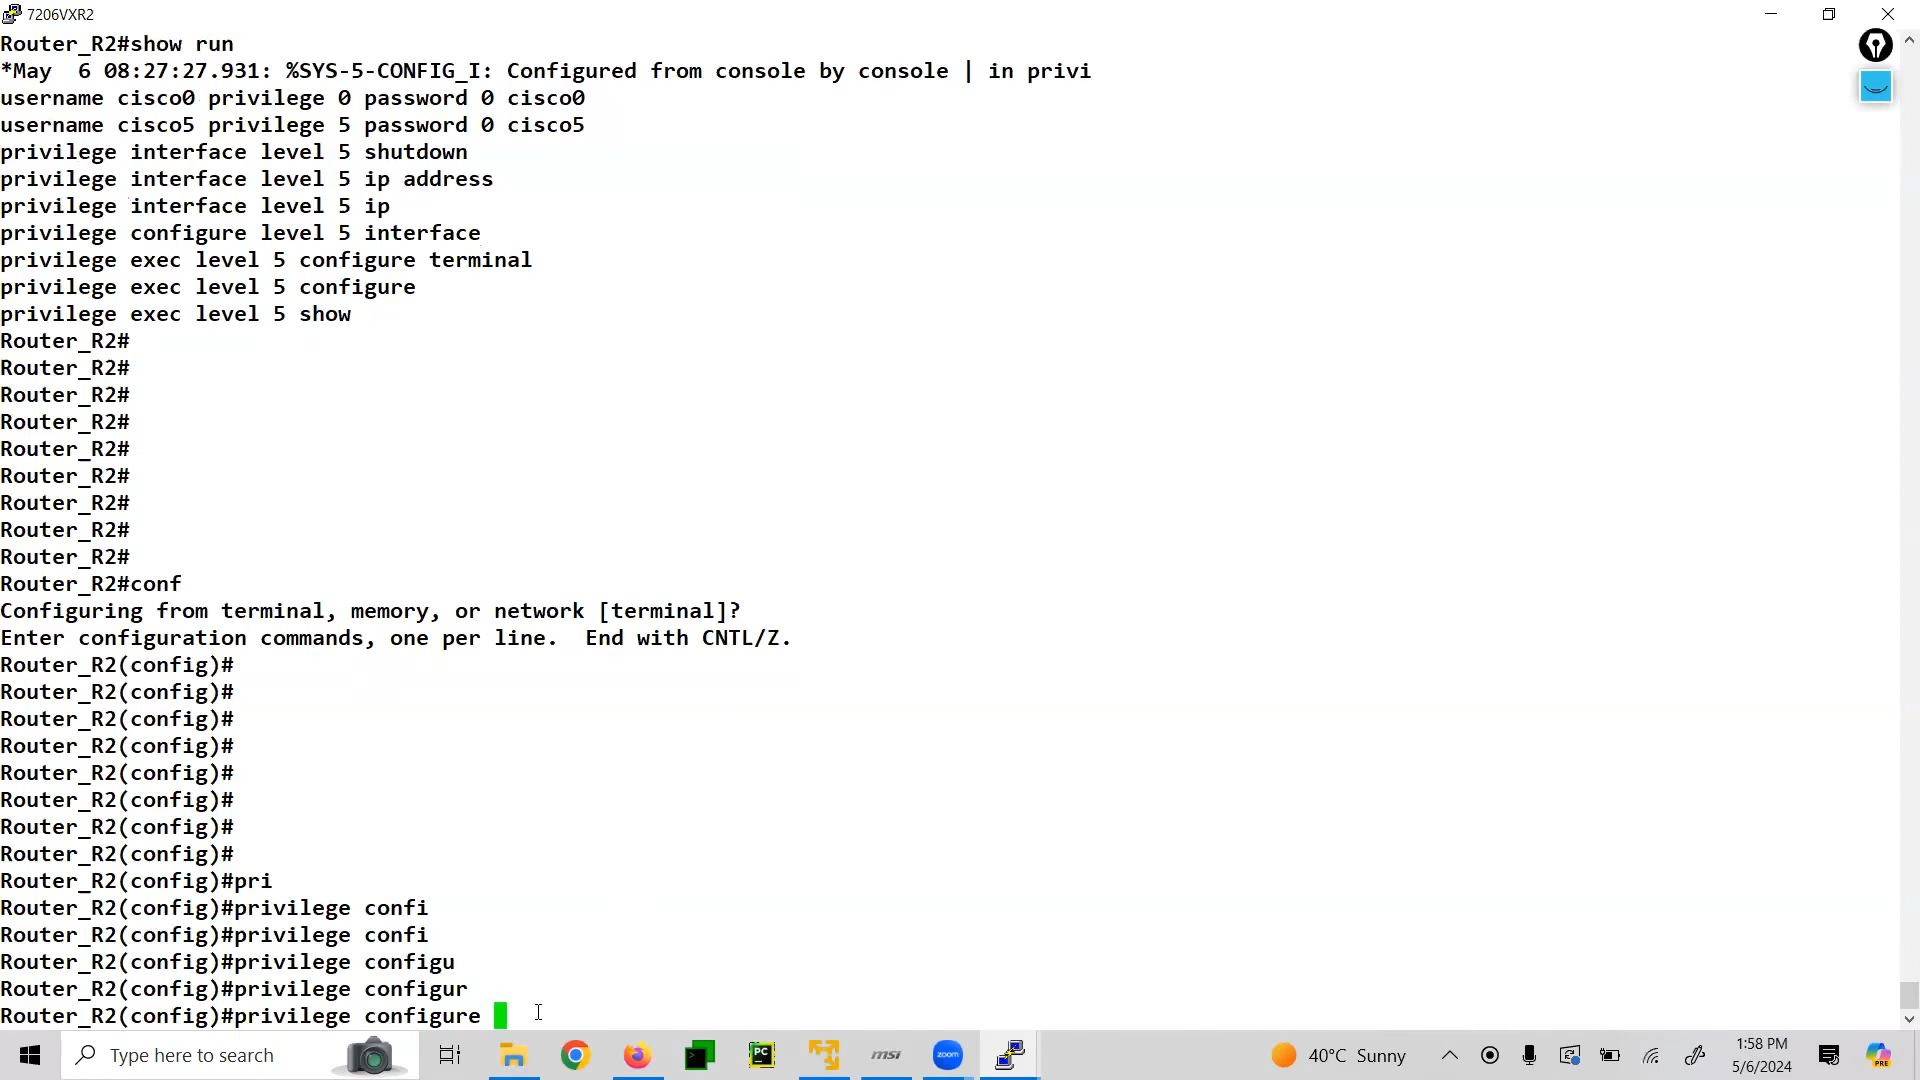 7206VXR2
Router_R2#show run
*May  6 08:27:27.931: %SYS-5-CONFIG_I: Configured from console by console | in privi
username cisco0 privilege 0 password 0 cisco0
username cisco5 privilege 5 password 0 cisco5
privilege interface level 5 shutdown
privilege interface level 5 ip address
privilege interface level 5 ip
privilege configure level 5 interface
privilege exec level 5 configure terminal
privilege exec level 5 configure
privilege exec level 5 show
Router_R2#
Router_R2#
Router_R2#
Router_R2#
Router_R2#
Router_R2#
Router_R2#
Router_R2#
Router_R2#
Router_R2#conf
Configuring from terminal, memory, or network [terminal]?
Enter configuration commands, one per line.  End with CNTL/Z.
Router_R2(config)#
Router_R2(config)#
Router_R2(config)#
Router_R2(config)#
Router_R2(config)#
Router_R2(config)#
Router_R2(config)#
Router_R2(config)#
Router_R2(config)#pri
Router_R2(config)#privilege confi
Router_R2(config)#privilege confi
Router_R2(config)#privilege configu
Router_R2(config)#privilege configur
Router_R2(config)#privilege configure
Type here to search
PC
msi
zoom
40°C Sunny
1:58 PM
5/6/2024
PRE